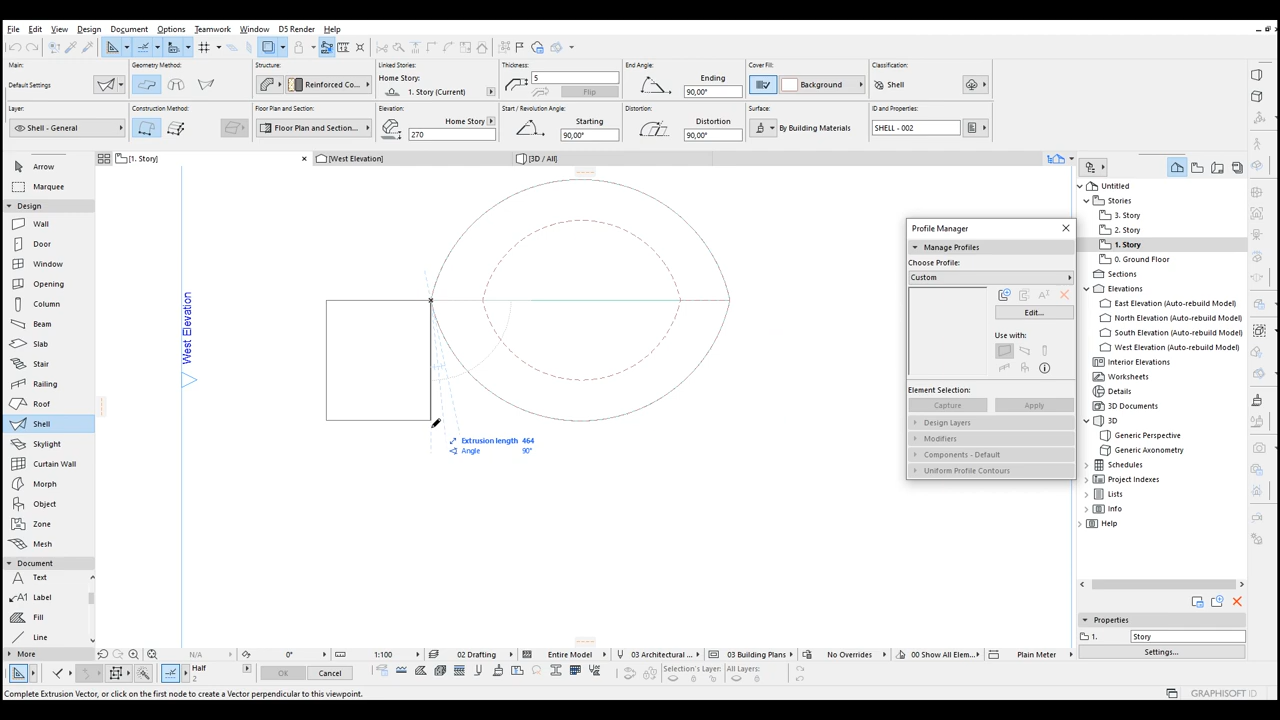 File Edit View Design Document Options Teamwork Window D5 Render Help
Main: Geometry Method: Structure: Linked Stories: Thickness: End Angle: Cover Fill: Classification:
Default Settings Reinforced Co... Home Story: 5 Ending Background Shell
1. Story (Current) Flip 90,00°
Layer: Construction Method: Floor Plan and Section: Elevation: Home Story Start / Revolution Angle: Distortion: Surface: ID and Properties:
Shell - General Floor Plan and Section... 270 Starting Distortion By Building Materials SHELL - 002
90,00° 90,00°
[1. Story] [West Elevation] [3D / All]
Arrow
Marquee
Design
Wall
Door
Window
Opening
Column
Beam
Slab
Stair
Railing
Roof
Shell
Skylight
Curtain Wall
Morph
Object
Zone
Mesh
Document
Text
Label
Fill
Line
More
West Elevation
Extrusion length 464
Angle 90°
Profile Manager
Manage Profiles
Choose Profile:
Custom
Edit...
Use with:
Element Selection:
Capture Apply
Design Layers
Modifiers
Components - Default
Uniform Profile Contours
Untitled
Stories
3. Story
2. Story
1. Story
0. Ground Floor
Sections
Elevations
East Elevation (Auto-rebuild Model)
North Elevation (Auto-rebuild Model)
South Elevation (Auto-rebuild Model)
West Elevation (Auto-rebuild Model)
Interior Elevations
Worksheets
Details
3D Documents
3D
Generic Perspective
Generic Axonometry
Schedules
Project Indexes
Lists
Info
Help
Properties
1. Story
Settings...
N/A 0° 1:100 02 Drafting Entire Model 03 Architectural ... 03 Building Plans No Overrides 00 Show All Elem... Plain Meter
Half
2
OK Cancel Selection's Layer: All Layers:
Complete Extrusion Vector, or click on the first node to create a Vector perpendicular to this viewpoint.
GRAPHISOFT ID